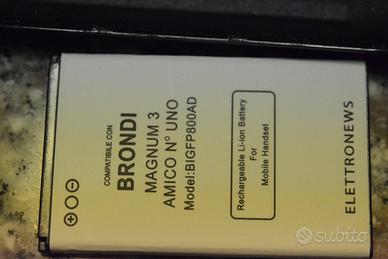 COMPATIBILE CON
BRONDI
MAGNUM 3
AMICO N° UNO
Model:BIGFP800AD
Rechargeable Li-ion Battery
For
Mobile Handset
ELETTRONEWS
subito